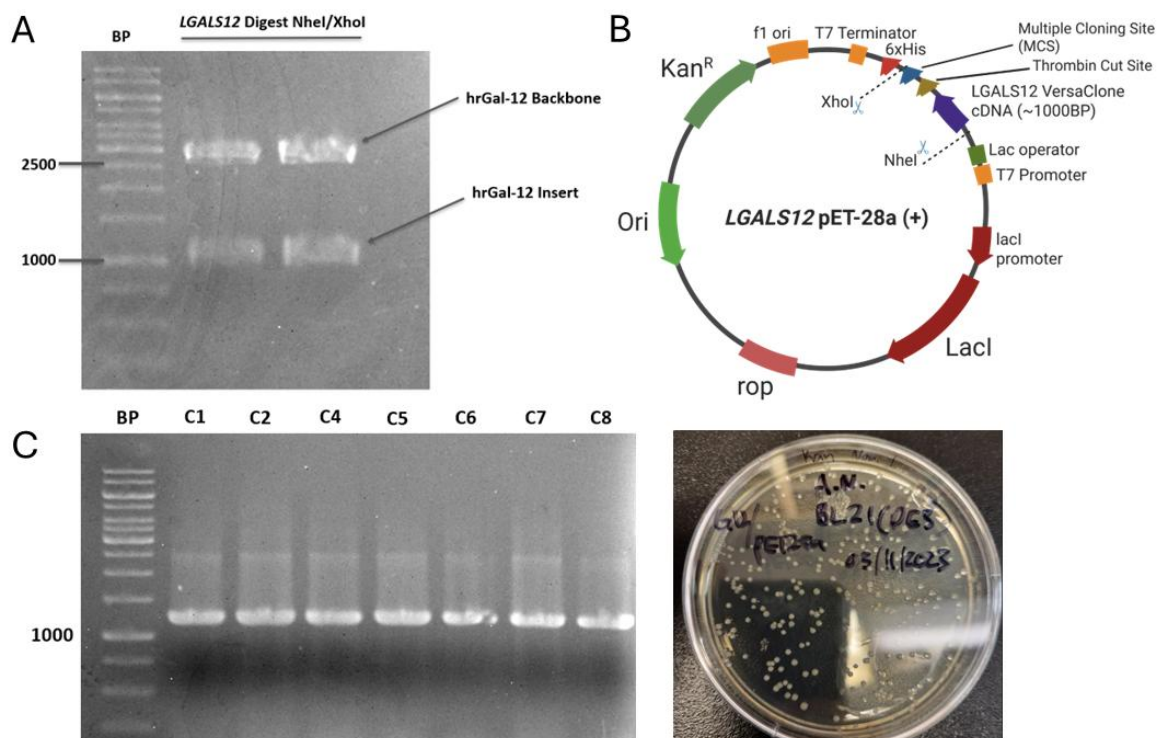 A
LGALS12 Digest NheI/XhoI
BP
hrGal-12 Backbone
2500
hrGal-12 Insert
1000
B
f1 ori
T7 Terminator
6xHis
Multiple Cloning Site
(MCS)
Thrombin Cut Site
LGALS12 VersaClone
cDNA (~1000BP)
KanR
XhoI
NheI
Lac operator
T7 Promoter
Ori
LGALS12 pET-28a (+)
lacI
promoter
LacI
rop
C
BP
C1
C2
C4
C5
C6
C7
C8
1000
Kan
A.N.
BL21(DE3)
03/11/2023